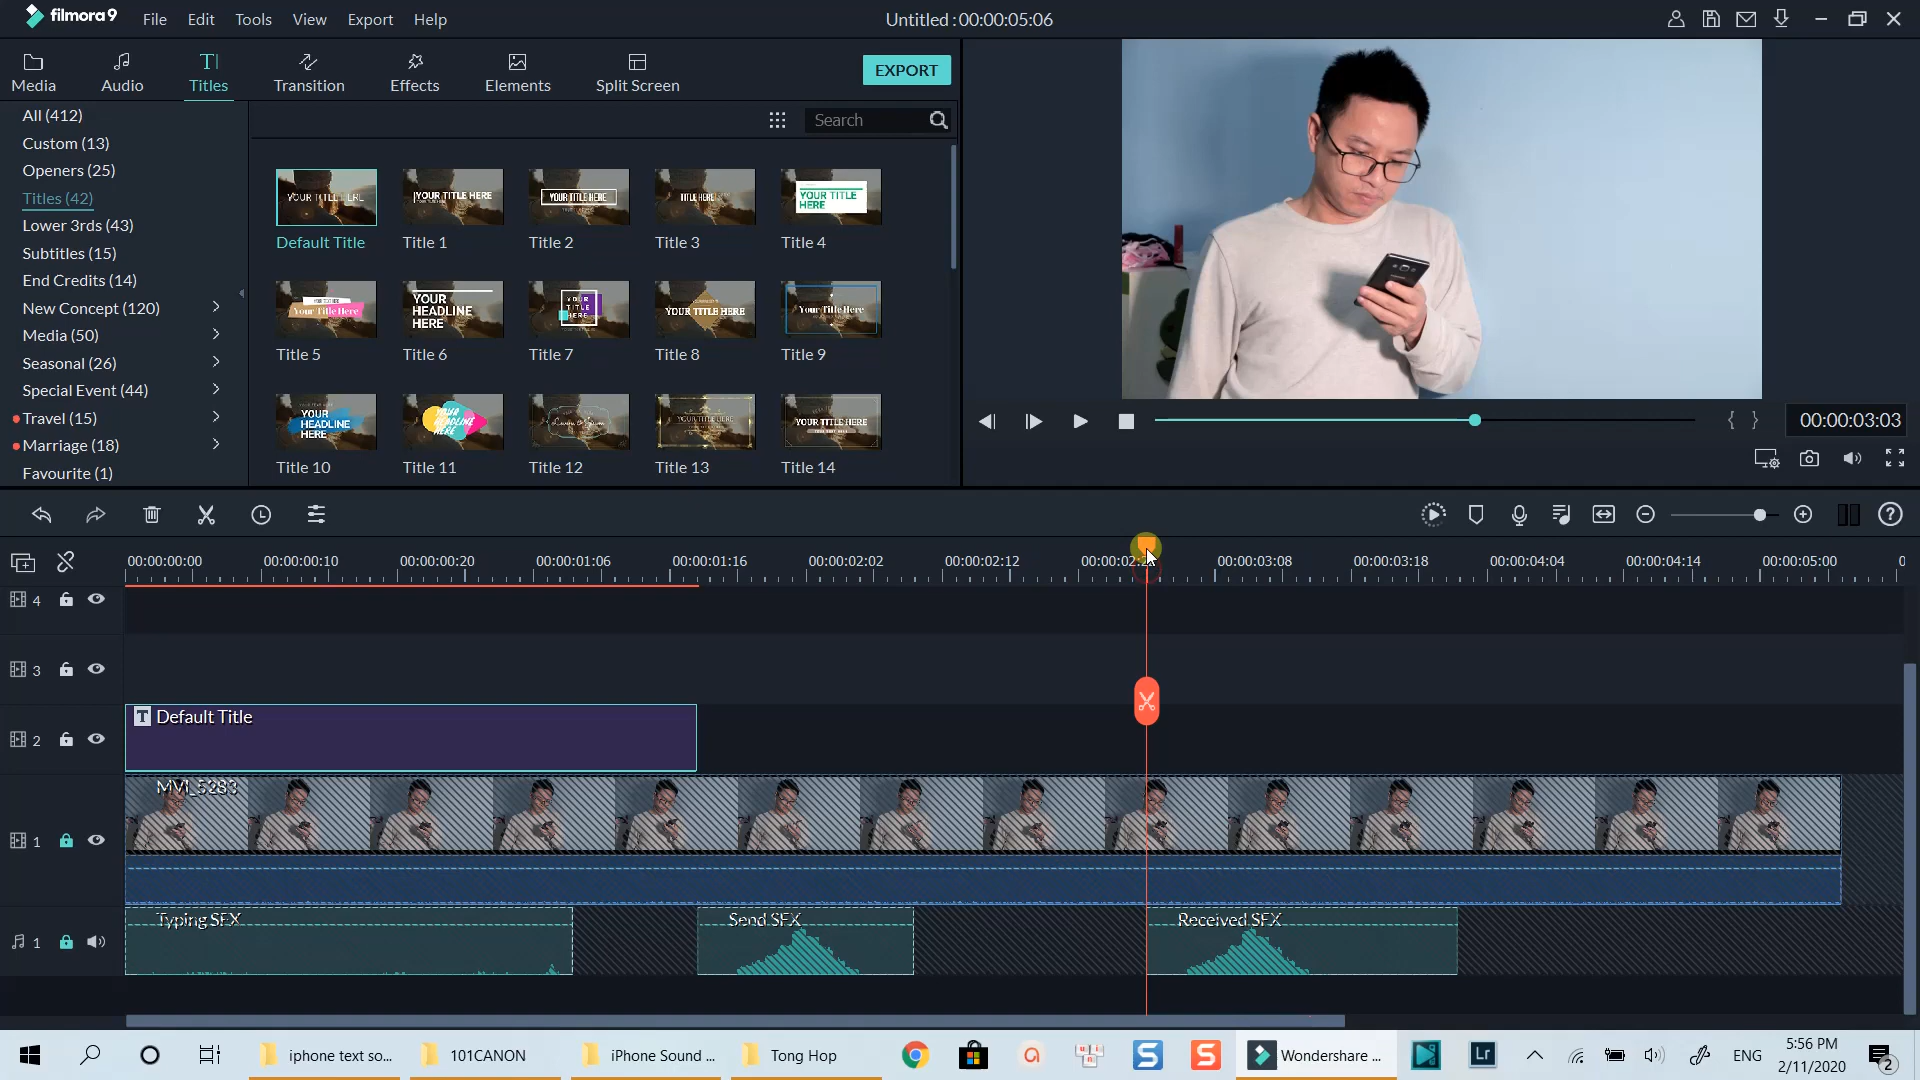 filmora9
File
Edit
Tools
View
Export
Help
Untitled : 00:00:05:06
Media
Audio
Titles
Transition
Effects
Elements
Split Screen
EXPORT
All (412)
Custom (13)
Openers (25)
Titles (42)
Lower 3rds (43)
Subtitles (15)
End Credits (14)
New Concept (120)
Media (50)
Seasonal (26)
Special Event (44)
Travel (15)
Marriage (18)
Favourite (1)
Search
YOUR TITLE HERE
Default Title
YOUR TITLE HERE
Title 1
YOUR TITLE HERE
Title 2
TITLE HERE
Title 3
YOUR TITLE
HERE
Title 4
Your Title Here
Title 5
YOUR
HEADLINE
HERE
Title 6
YOUR
TITLE
HERE
Title 7
YOUR TITLE HERE
Title 8
Your Title Here
Title 9
YOUR
HEADLINE
HERE
Title 10
YOUR
HEADLINE
HERE
Title 11
Title 12
YOUR TITLE HERE
Title 13
YOUR TITLE HERE
Title 14
00:00:03:03
00:00:00:00
00:00:00:10
00:00:00:20
00:00:01:06
00:00:01:16
00:00:02:02
00:00:02:12
00:00:02:2
00:00:03:08
00:00:03:18
00:00:04:04
00:00:04:14
00:00:05:00
0
4
3
2
T Default Title
MVI_5283
1
Typing SFX
Send SFX
Received SFX
1
iphone text so...
101CANON
iPhone Sound ...
Tong Hop
S
S
Wondershare ...
Lr
ENG
5:56 PM
2/11/2020
2